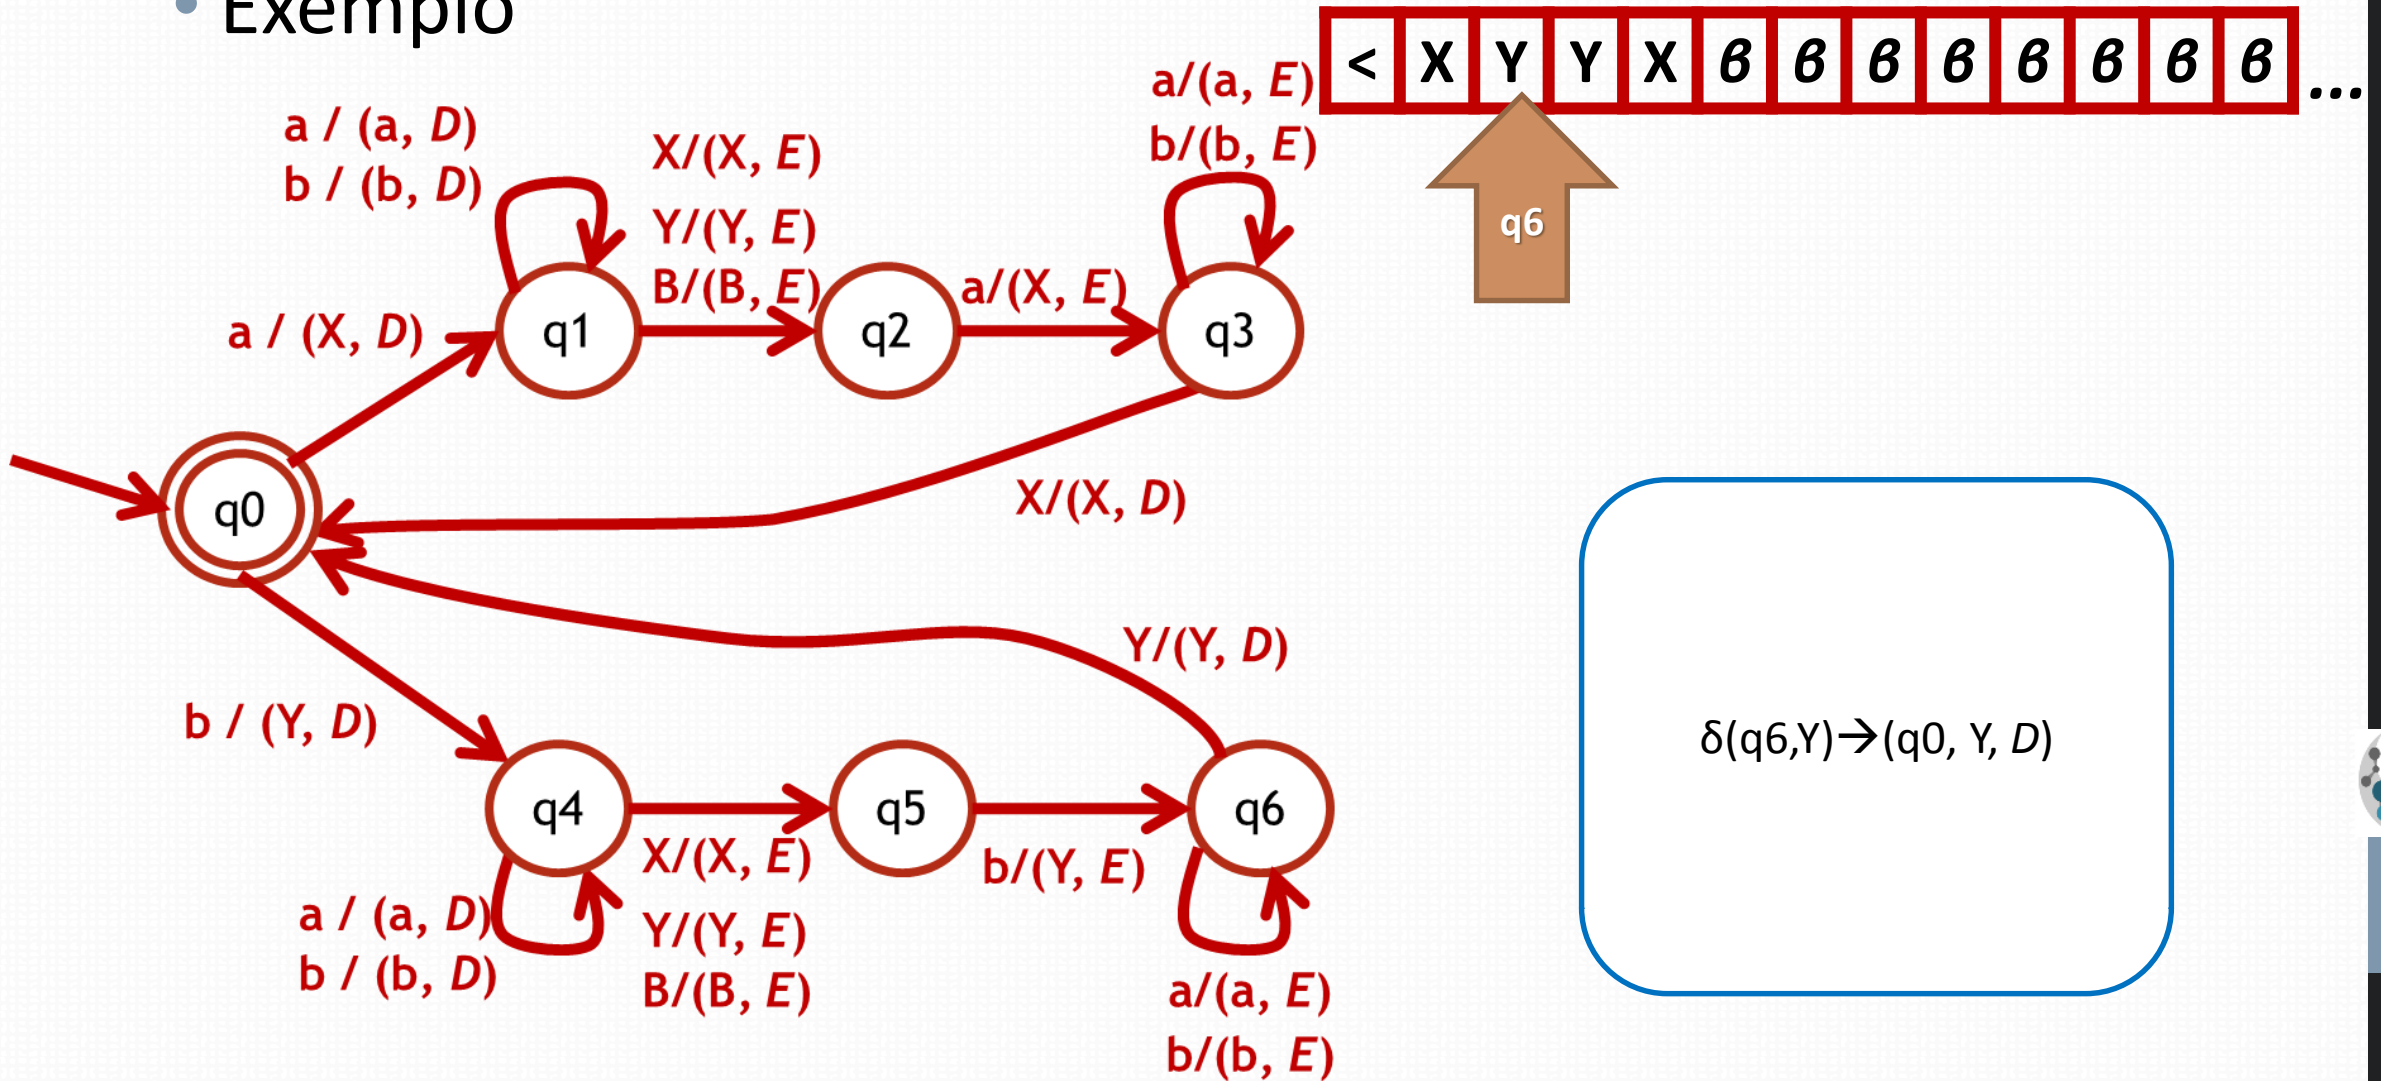 Exemplo
< X Y Y X β β β β β β β β ...
a/(a, E)
b/(b, E)
q6
a / (a, D)
b / (b, D)
X/(X, E)
Y/(Y, E)
B/(B, E)
a/(X, E)
a / (X, D)
q1
q2
q3
X/(X, D)
q0
Y/(Y, D)
b / (Y, D)
δ(q6,Y)→(q0, Y, D)
q4
q5
q6
X/(X, E)
Y/(Y, E)
B/(B, E)
b/(Y, E)
a / (a, D)
b / (b, D)
a/(a, E)
b/(b, E)